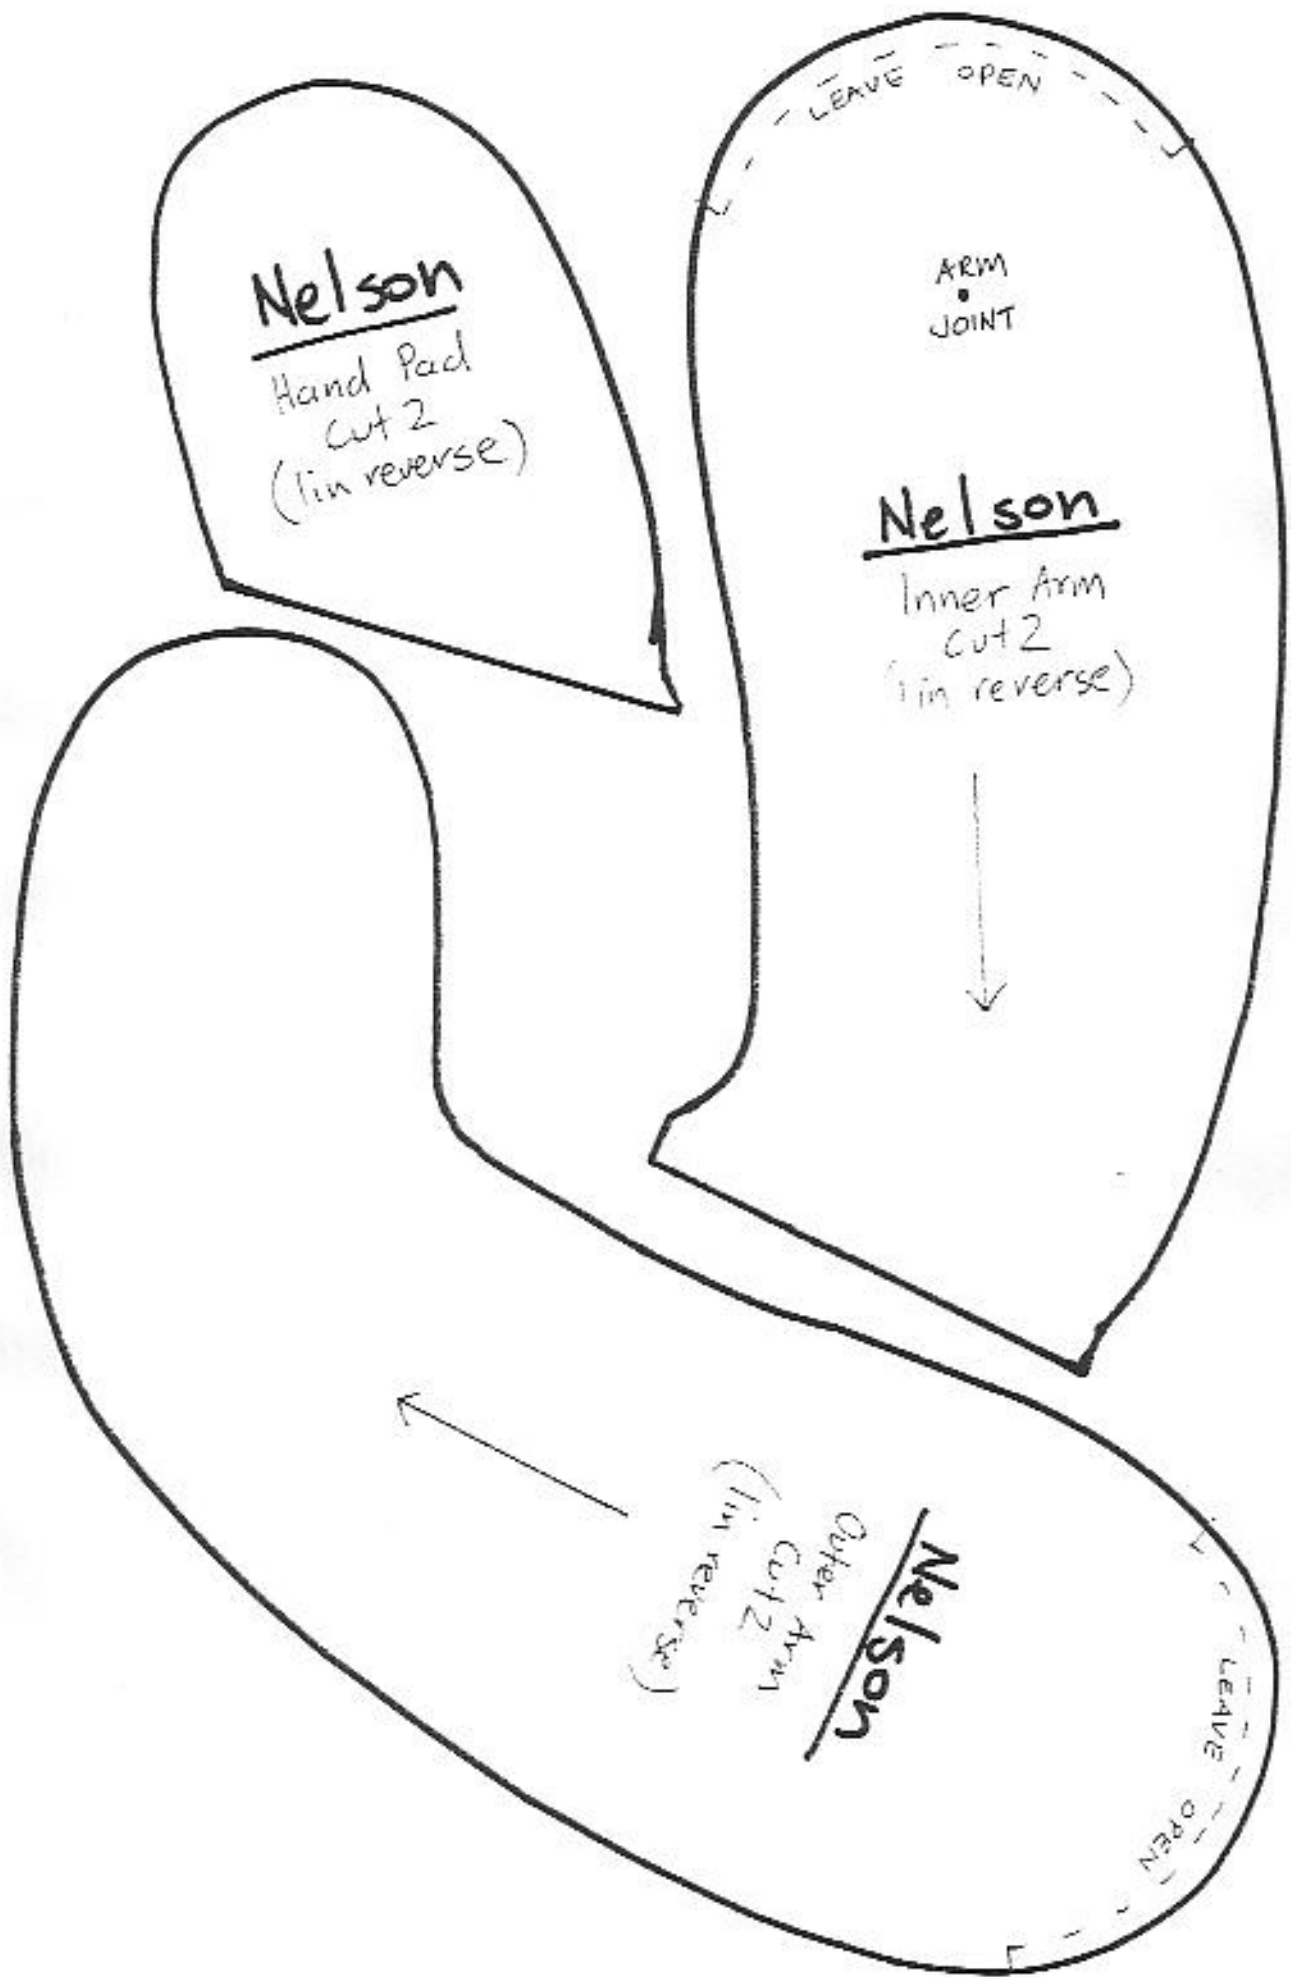 Nelson
Hand Pad
Cut 2
(1 in reverse)
LEAVE OPEN
ARM
JOINT
Nelson
Inner Arm
Cut 2
(1 in reverse)
Nelson
Outer Arm
Cut 2
(1 in reverse)
LEAVE OPEN